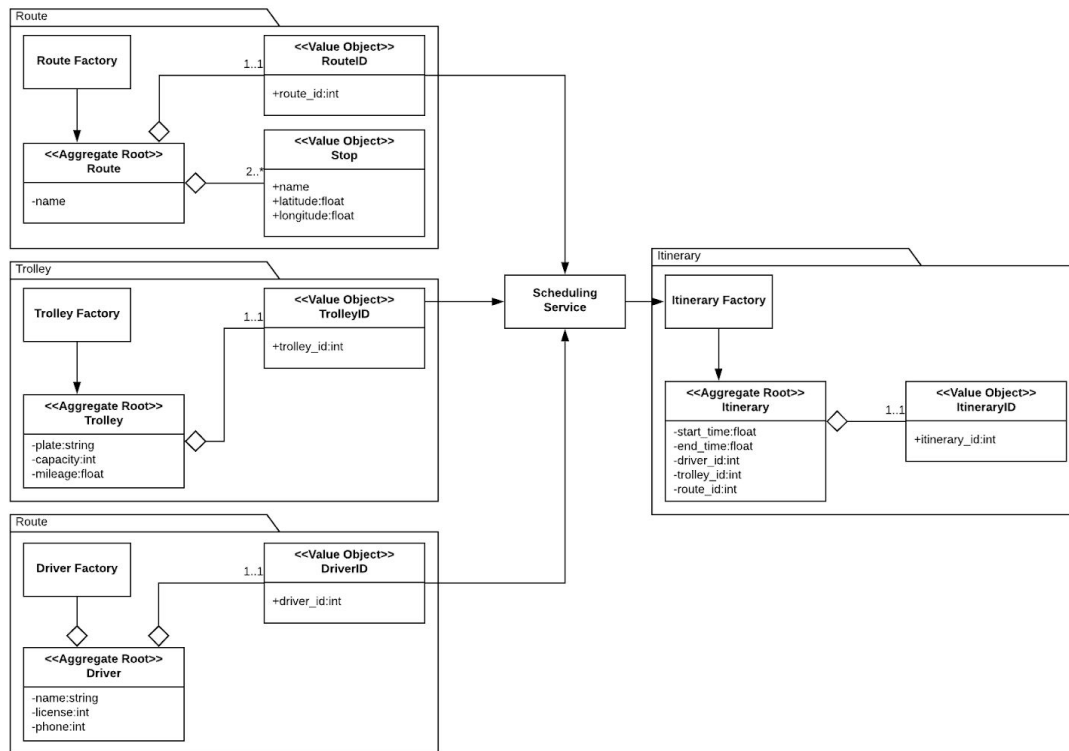 Route
Route Factory
1..1
<<Value Object>>
RouteID
+route_id:int
<<Aggregate Root>>
Route
-name
2..*
<<Value Object>>
Stop
+name
+latitude:float
+longitude:float
Trolley
Trolley Factory
1..1
<<Value Object>>
TrolleyID
+trolley_id:int
<<Aggregate Root>>
Trolley
-plate:string
-capacity:int
-mileage:float
Route
Driver Factory
1..1
<<Value Object>>
DriverID
+driver_id:int
<<Aggregate Root>>
Driver
-name:string
-license:int
-phone:int
Scheduling
Service
Itinerary
Itinerary Factory
<<Aggregate Root>>
Itinerary
-start_time:float
-end_time:float
-driver_id:int
-trolley_id:int
-route_id:int
1..1
<<Value Object>>
ItineraryID
+itinerary_id:int